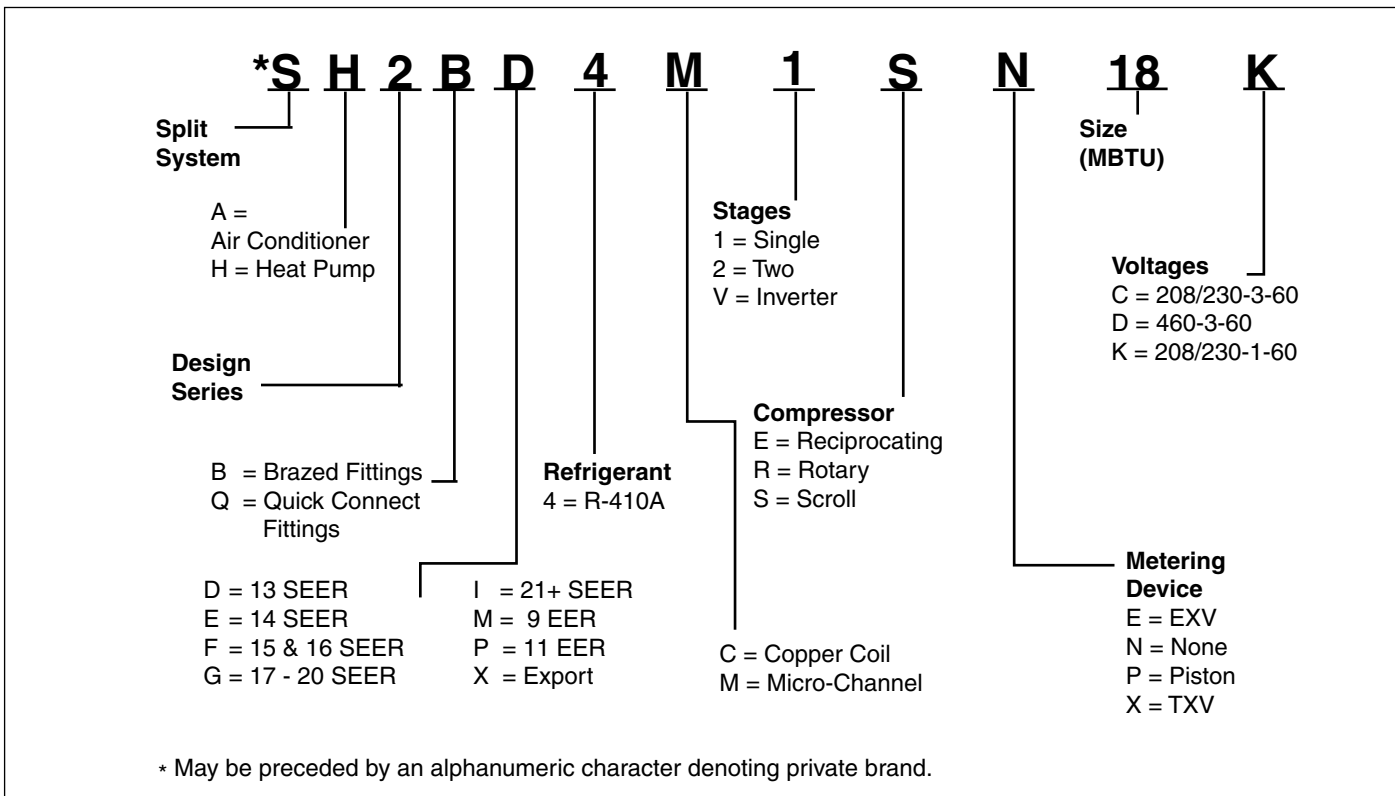 *S H 2 B D 4 M 1 S N 18 K
Split
System
A =
Air Conditioner
H = Heat Pump
Design
Series
B = Brazed Fittings
Q = Quick Connect
Fittings
D = 13 SEER
E = 14 SEER
F = 15 & 16 SEER
G = 17 - 20 SEER
I = 21+ SEER
M = 9 EER
P = 11 EER
X = Export
Refrigerant
4 = R-410A
C = Copper Coil
M = Micro-Channel
Stages
1 = Single
2 = Two
V = Inverter
Compressor
E = Reciprocating
R = Rotary
S = Scroll
Metering
Device
E = EXV
N = None
P = Piston
X = TXV
Size
(MBTU)
Voltages
C = 208/230-3-60
D = 460-3-60
K = 208/230-1-60
* May be preceded by an alphanumeric character denoting private brand.